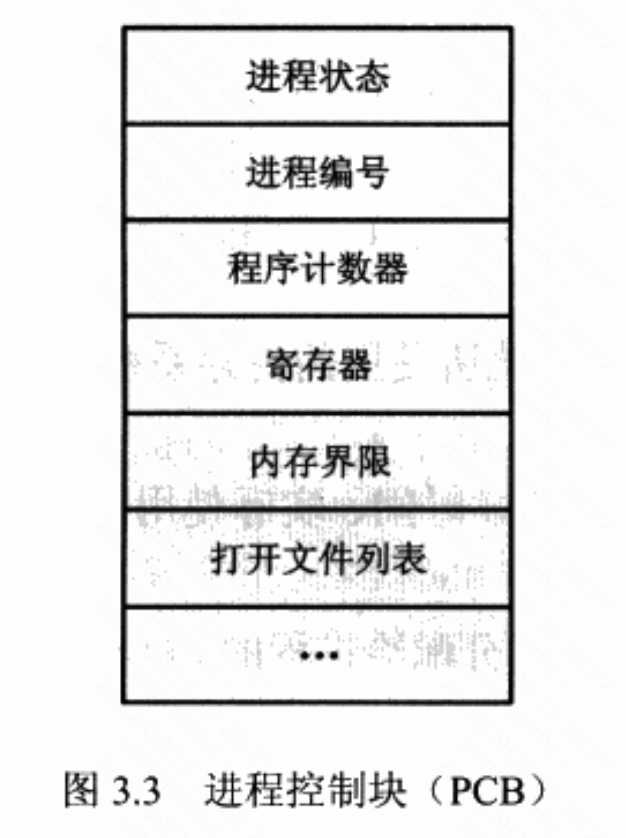 进程状态
进程编号
程序计数器
寄存器
内存界限
打开文件列表
•••
图 3.3 进程控制块（PCB）